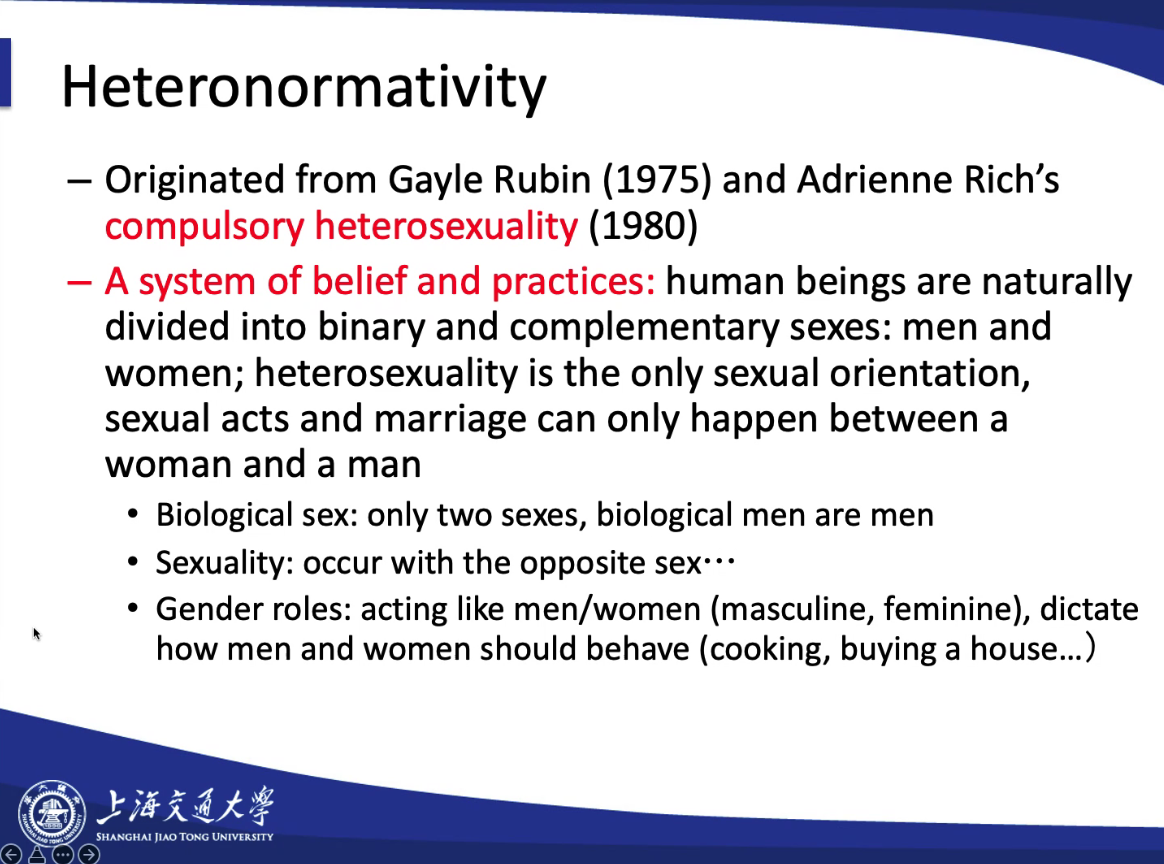 Heteronormativity
– Originated from Gayle Rubin (1975) and Adrienne Rich’s
compulsory heterosexuality (1980)
– A system of belief and practices: human beings are naturally
divided into binary and complementary sexes: men and
women; heterosexuality is the only sexual orientation,
sexual acts and marriage can only happen between a
woman and a man
• Biological sex: only two sexes, biological men are men
• Sexuality: occur with the opposite sex⋯
• Gender roles: acting like men/women (masculine, feminine), dictate
how men and women should behave (cooking, buying a house…）
上海交通大学
SHANGHAI JIAO TONG UNIVERSITY